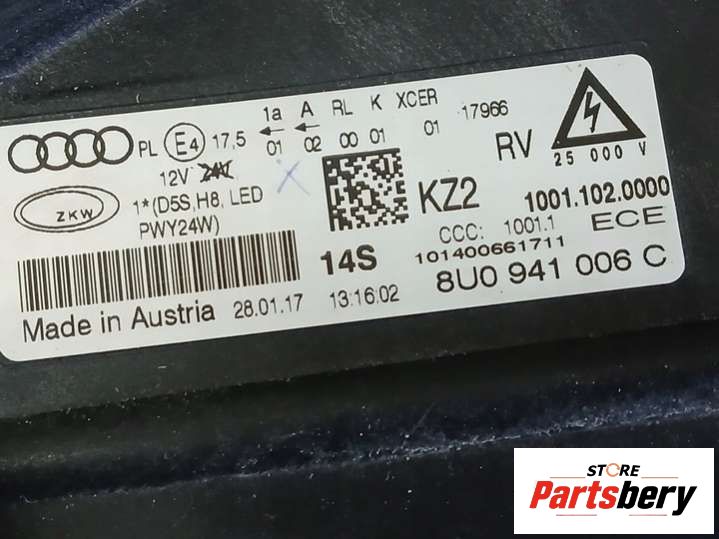 1a A RL K XCER 17966
PL E4 17,5 01 02 00 01 01
12V 24V
RV
25 000 V
ZKW
1*(D5S,H8, LED
PWY24W)
KZ2
1001.102.0000
CCC: 1001.1
ECE
101400661711
14S
8U0 941 006 C
Made in Austria 28.01.17 13:16:02
STORE
Partsbery